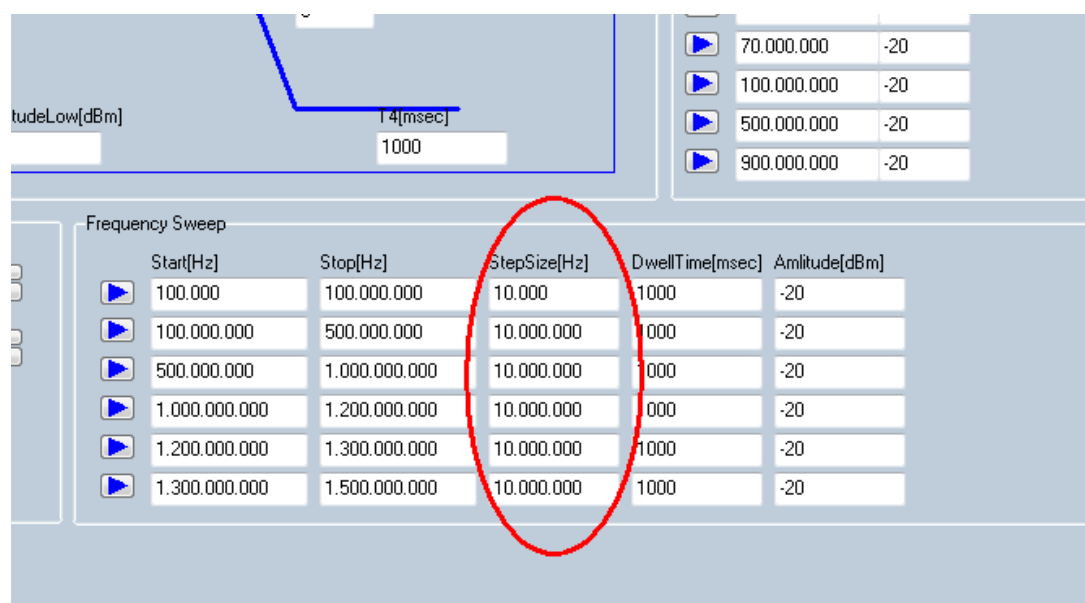 70.000.000 -20
100.000.000 -20
tudeLow[dBm] T4[msec]
500.000.000 -20
1000
900.000.000 -20
Frequency Sweep
Start[Hz] Stop[Hz] StepSize[Hz] DwellTime[msec] Amlitude[dBm]
100.000 100.000.000 10.000 1000 -20
100.000.000 500.000.000 10.000.000 1000 -20
500.000.000 1.000.000.000 10.000.000 1000 -20
1.000.000.000 1.200.000.000 10.000.000 1000 -20
1.200.000.000 1.300.000.000 10.000.000 1000 -20
1.300.000.000 1.500.000.000 10.000.000 1000 -20